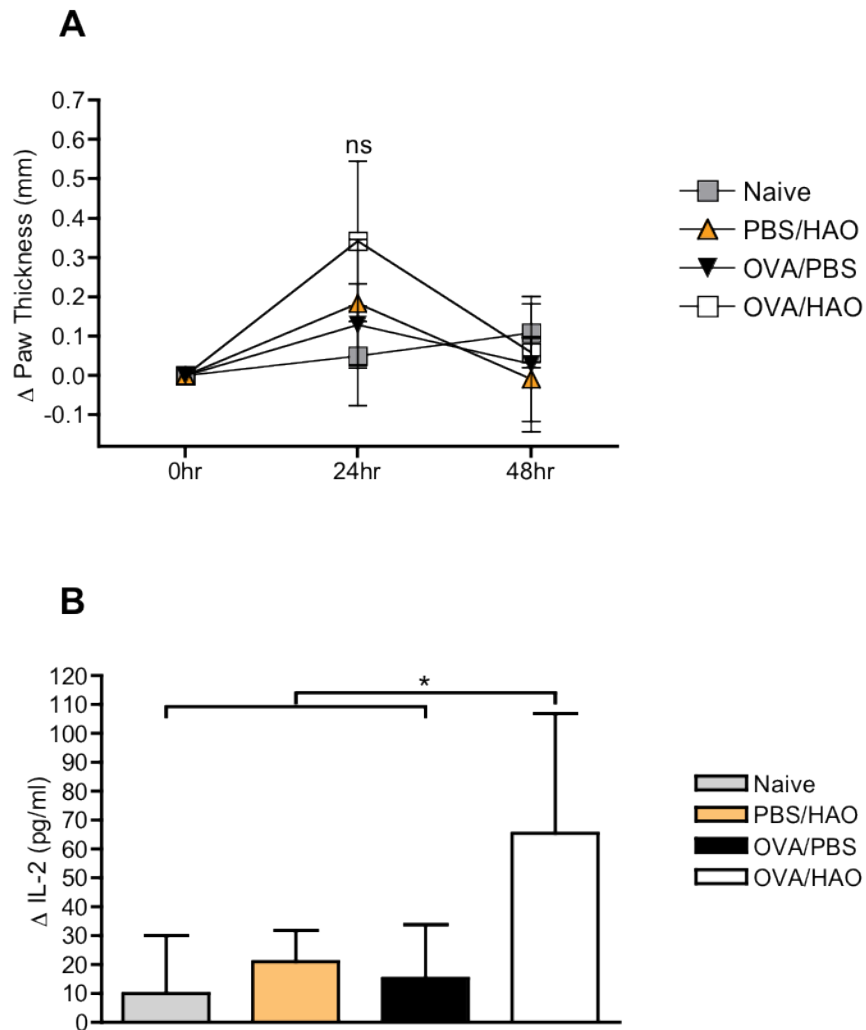 A
0.7
0.6
0.5
0.4
0.3
0.2
0.1
0.0
-0.1
Δ Paw Thickness (mm)
ns
0hr
24hr
48hr
Naive
PBS/HAO
OVA/PBS
OVA/HAO
B
120
110
100
90
80
70
60
50
40
30
20
10
0
Δ IL-2 (pg/ml)
*
Naive
PBS/HAO
OVA/PBS
OVA/HAO